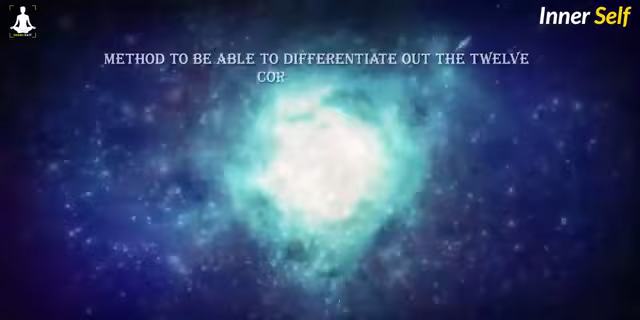 Inner Self
METHOD TO BE ABLE TO DIFFERENTIATE OUT THE TWELVE
COR